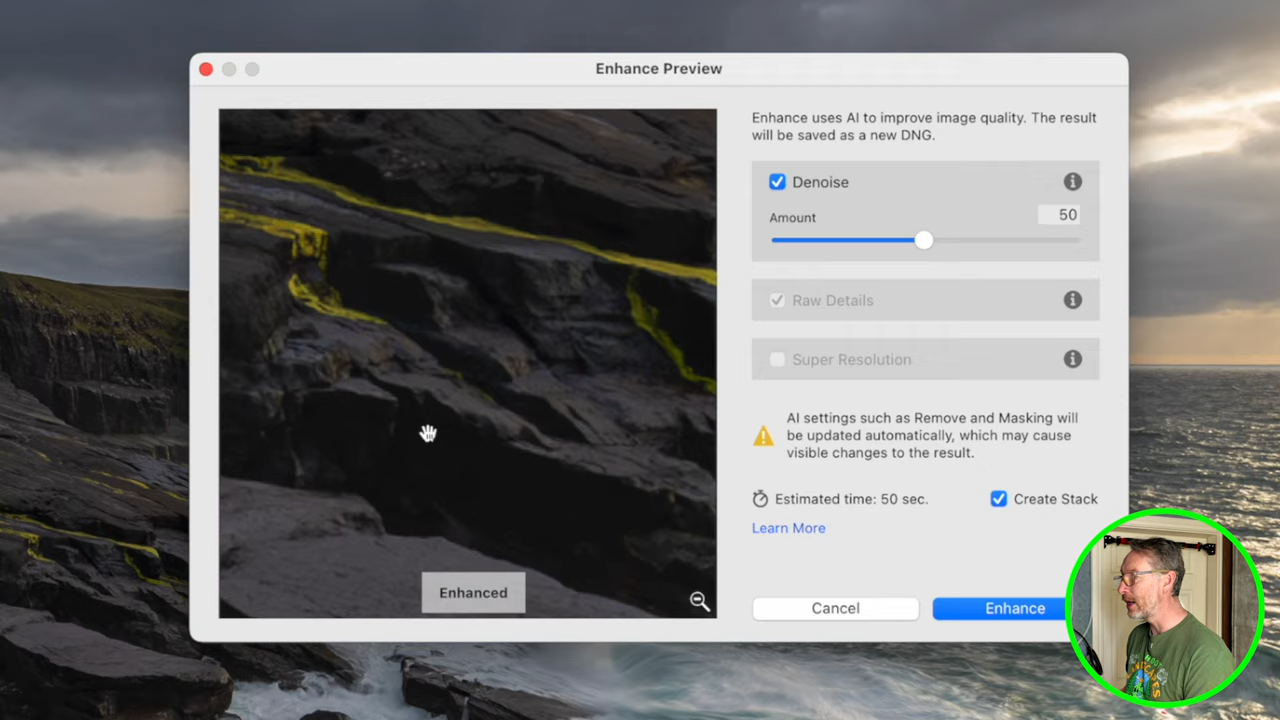 Enhance Preview
Enhance uses AI to improve image quality. The result
will be saved as a new DNG.
Denoise
Amount
50
Raw Details
Super Resolution
AI settings such as Remove and Masking will
be updated automatically, which may cause
visible changes to the result.
Estimated time: 50 sec.
Create Stack
Learn More
Enhanced
Cancel
Enhance